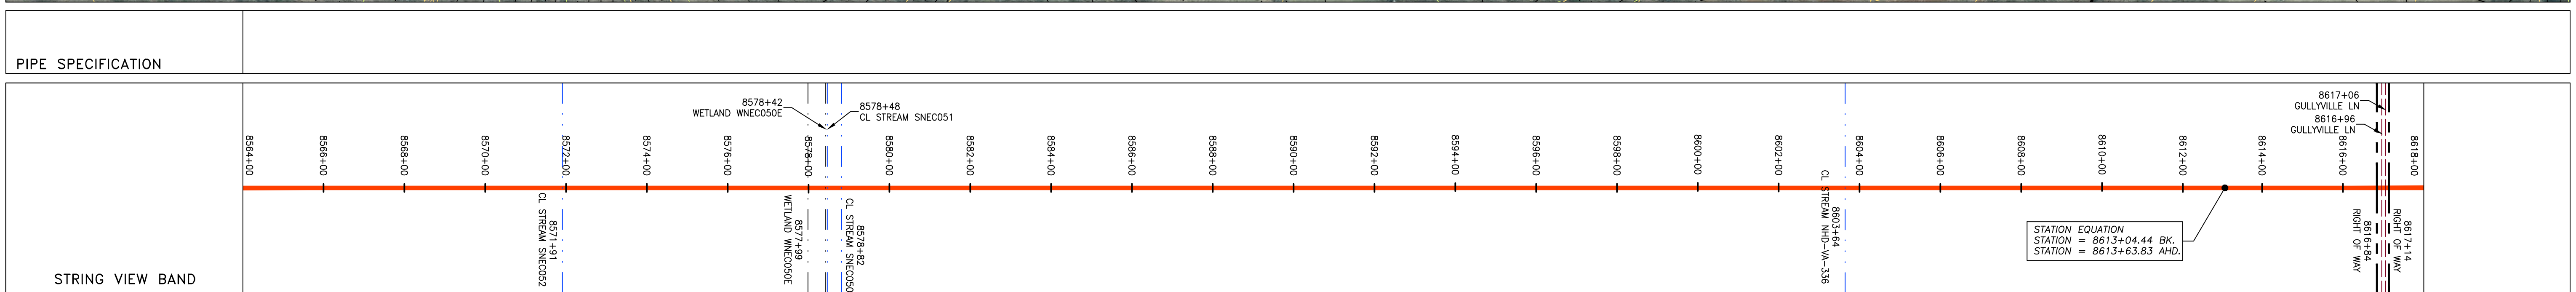 PIPE SPECIFICATION
STRING VIEW BAND
8578+42
WETLAND WNEC050E
8578+48
CL STREAM SNEC051
8617+06
GULLYVILLE LN
8616+96
GULLYVILLE LN
8564+00
8566+00
8568+00
8570+00
8572+00
8574+00
8576+00
8578+00
8580+00
8582+00
8584+00
8586+00
8588+00
8590+00
8592+00
8594+00
8596+00
8598+00
8600+00
8602+00
8604+00
8606+00
8608+00
8610+00
8612+00
8614+00
8616+00
8618+00
8571+91
CL STREAM SNEC052
8577+99
WETLAND WNEC050E
8578+82
CL STREAM SNEC050
8603+64
CL STREAM NHD-VA-336
STATION EQUATION
STATION = 8613+04.44 BK.
STATION = 8613+63.83 AHD.
8616+84
RIGHT OF WAY
8617+14
RIGHT OF WAY